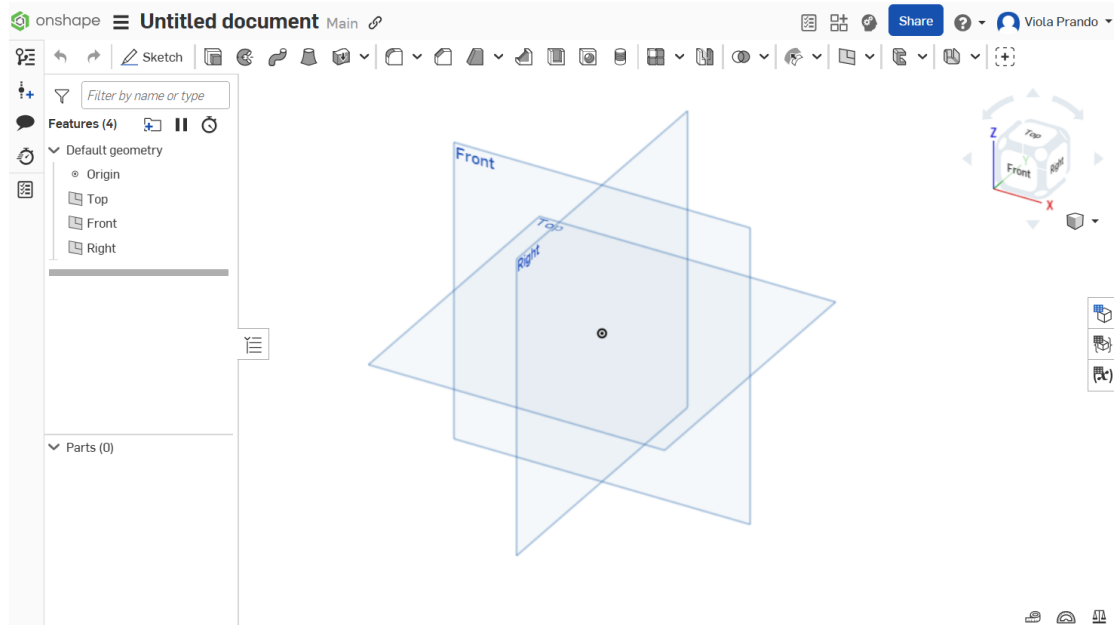 onshape Untitled document Main Share Viola Prando
Sketch
Filter by name or type
Features (4)
Default geometry
Origin
Top
Front
Right
Parts (0)
Front
Top
Right
Z
Top
Y
Front
Right
X